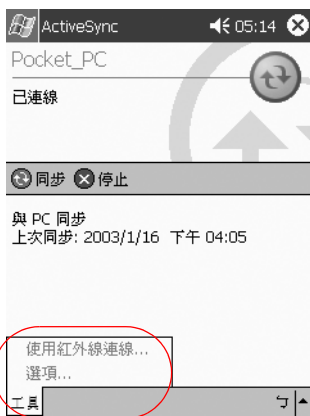 ActiveSync 05:14
Pocket_PC
已連線
同步 停止
與 PC 同步
上次同步: 2003/1/16 下午 04:05
使用紅外線連線...
選項...
工具 ㄅ